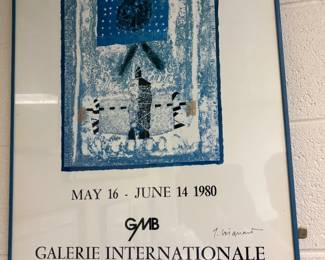 MAY 16 - JUNE 14 1980
GMB
GALERIE INTERNATIONALE